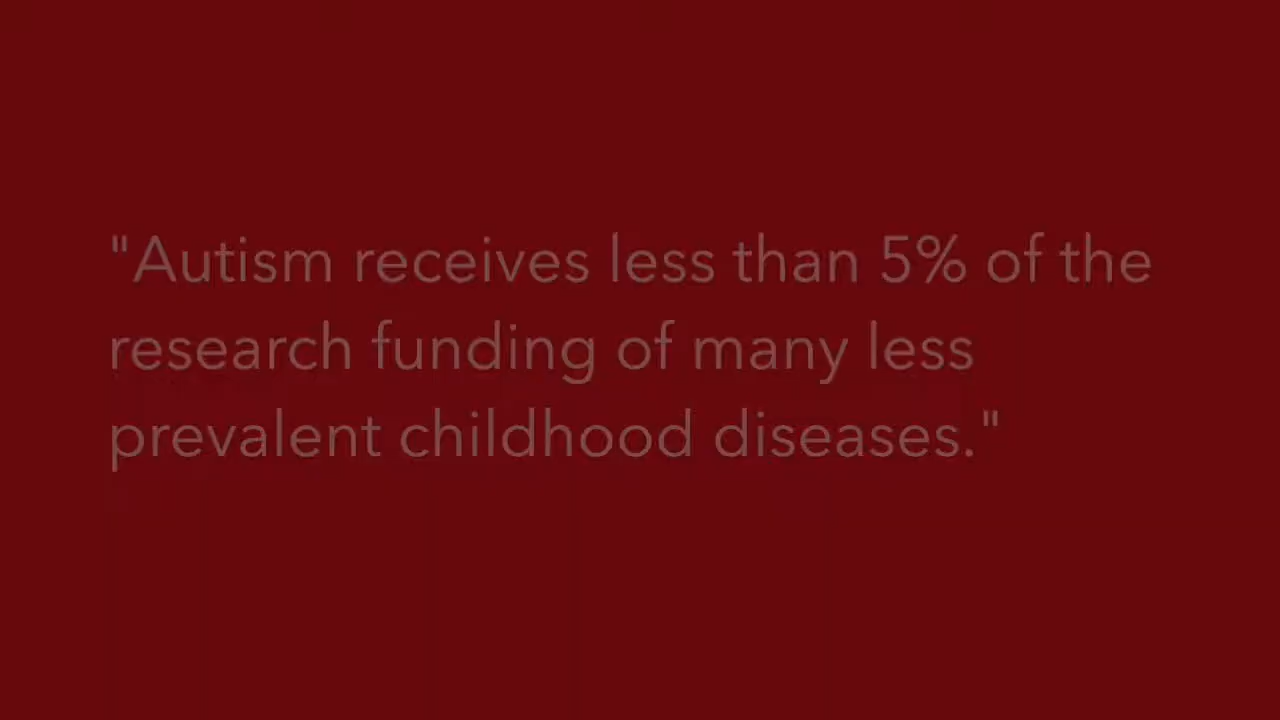 "Autism receives less than 5% of the
research funding of many less
prevalent childhood diseases."